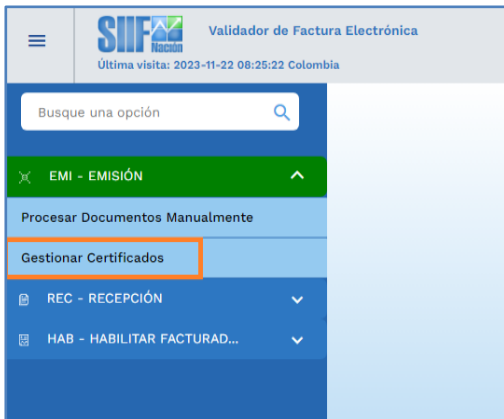 SIIF
Nación
Validador de Factura Electrónica
Última visita: 2023-11-22 08:25:22 Colombia
Busque una opción
EMI - EMISIÓN
Procesar Documentos Manualmente
Gestionar Certificados
REC - RECEPCIÓN
HAB - HABILITAR FACTURAD...